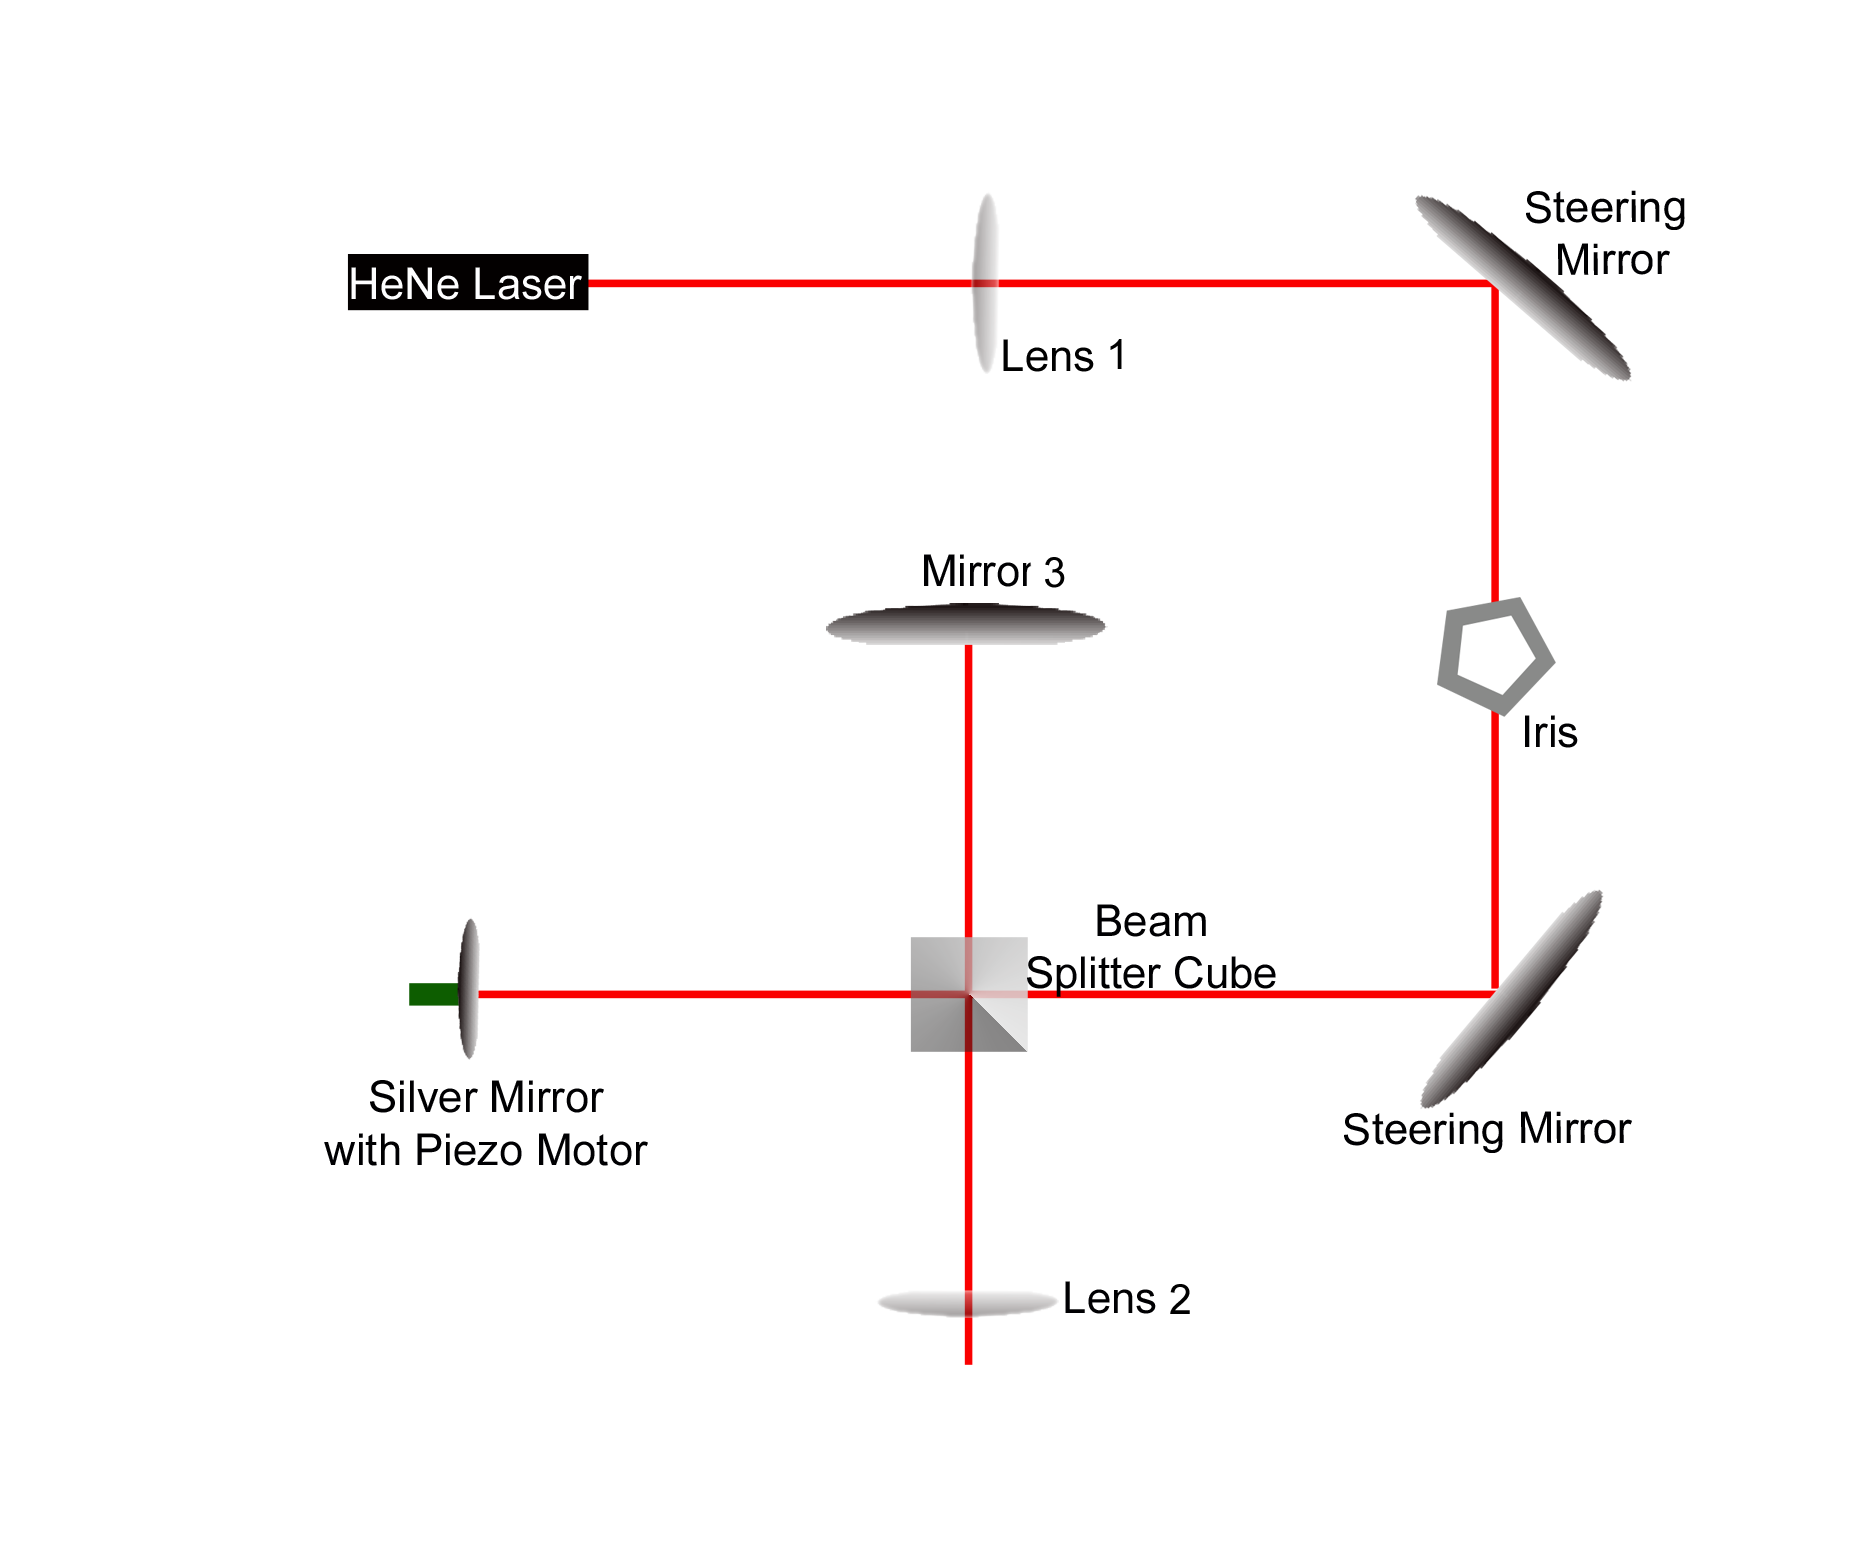 Steering
Mirror
HeNe Laser
Lens 1
Mirror 3
Iris
Beam
Splitter Cube
Silver Mirror
with Piezo Motor
Steering Mirror
Lens 2